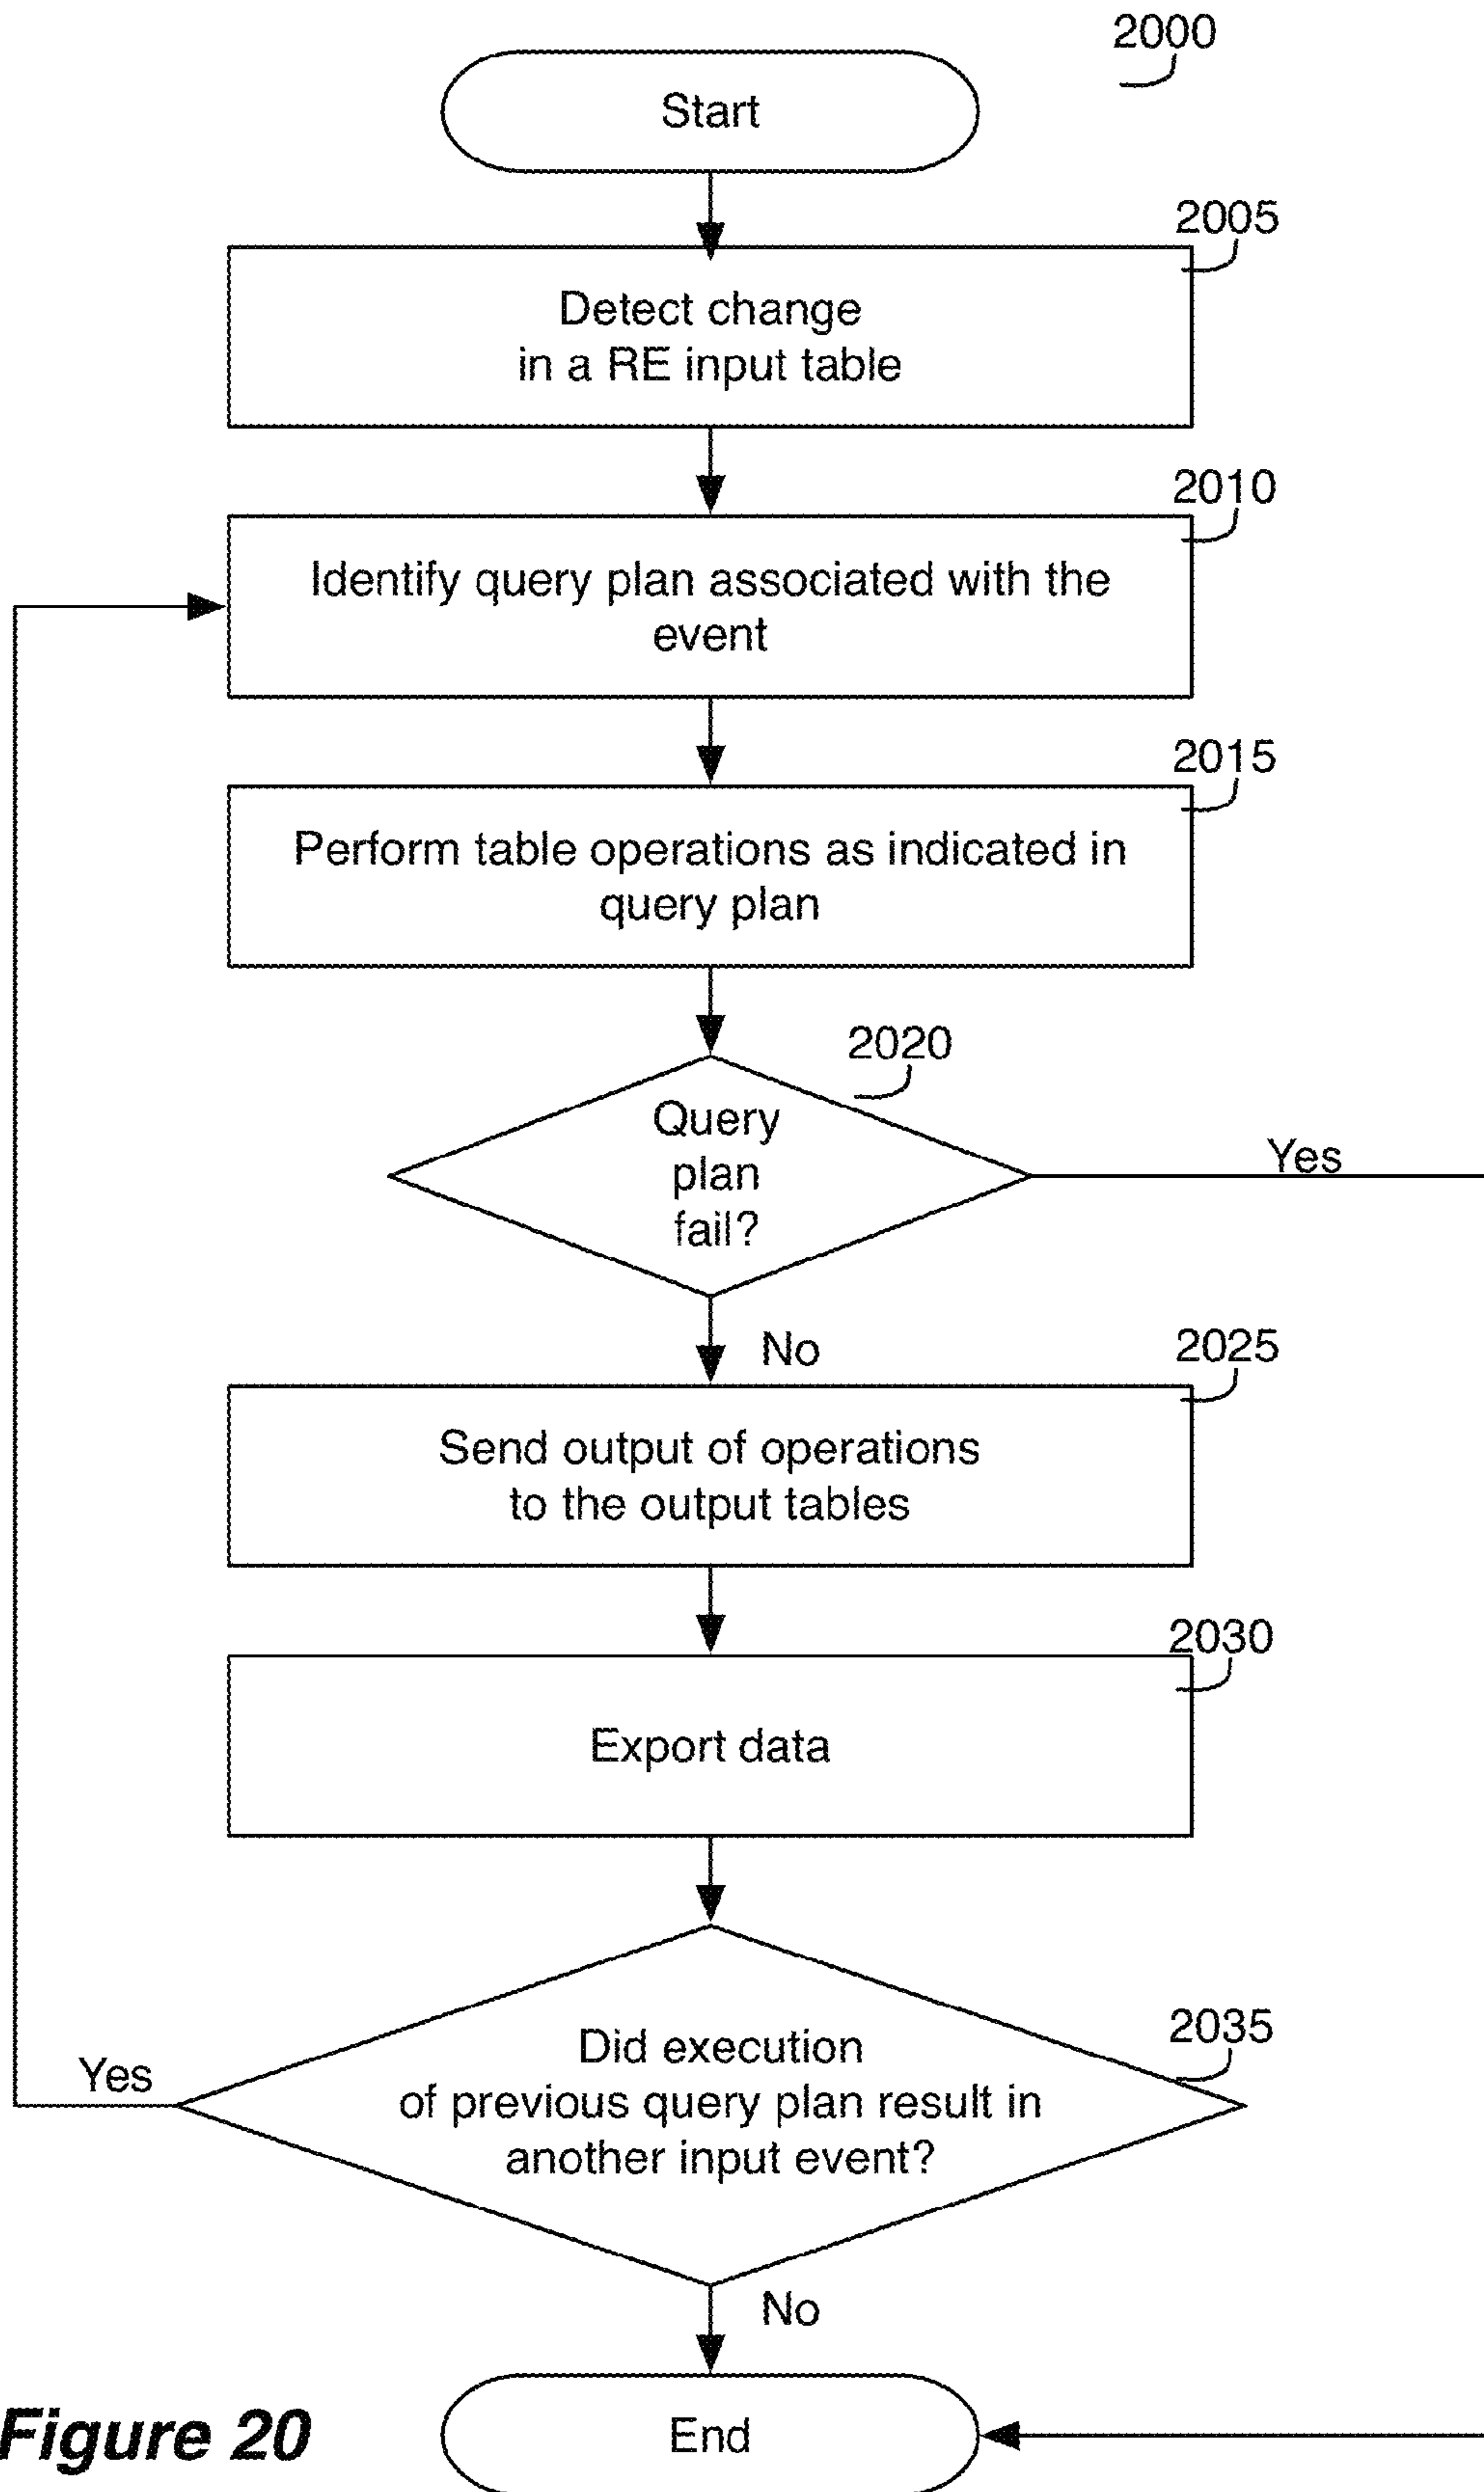 2000
Start
2005
Detect change
in a RE input table
2010
Identify query plan associated with the
event
2015
Perform table operations as indicated in
query plan
2020
Query
plan
fail?
Yes
No
2025
Send output of operations
to the output tables
2030
Export data
2035
Did execution
of previous query plan result in
another input event?
Yes
No
End
Figure 20